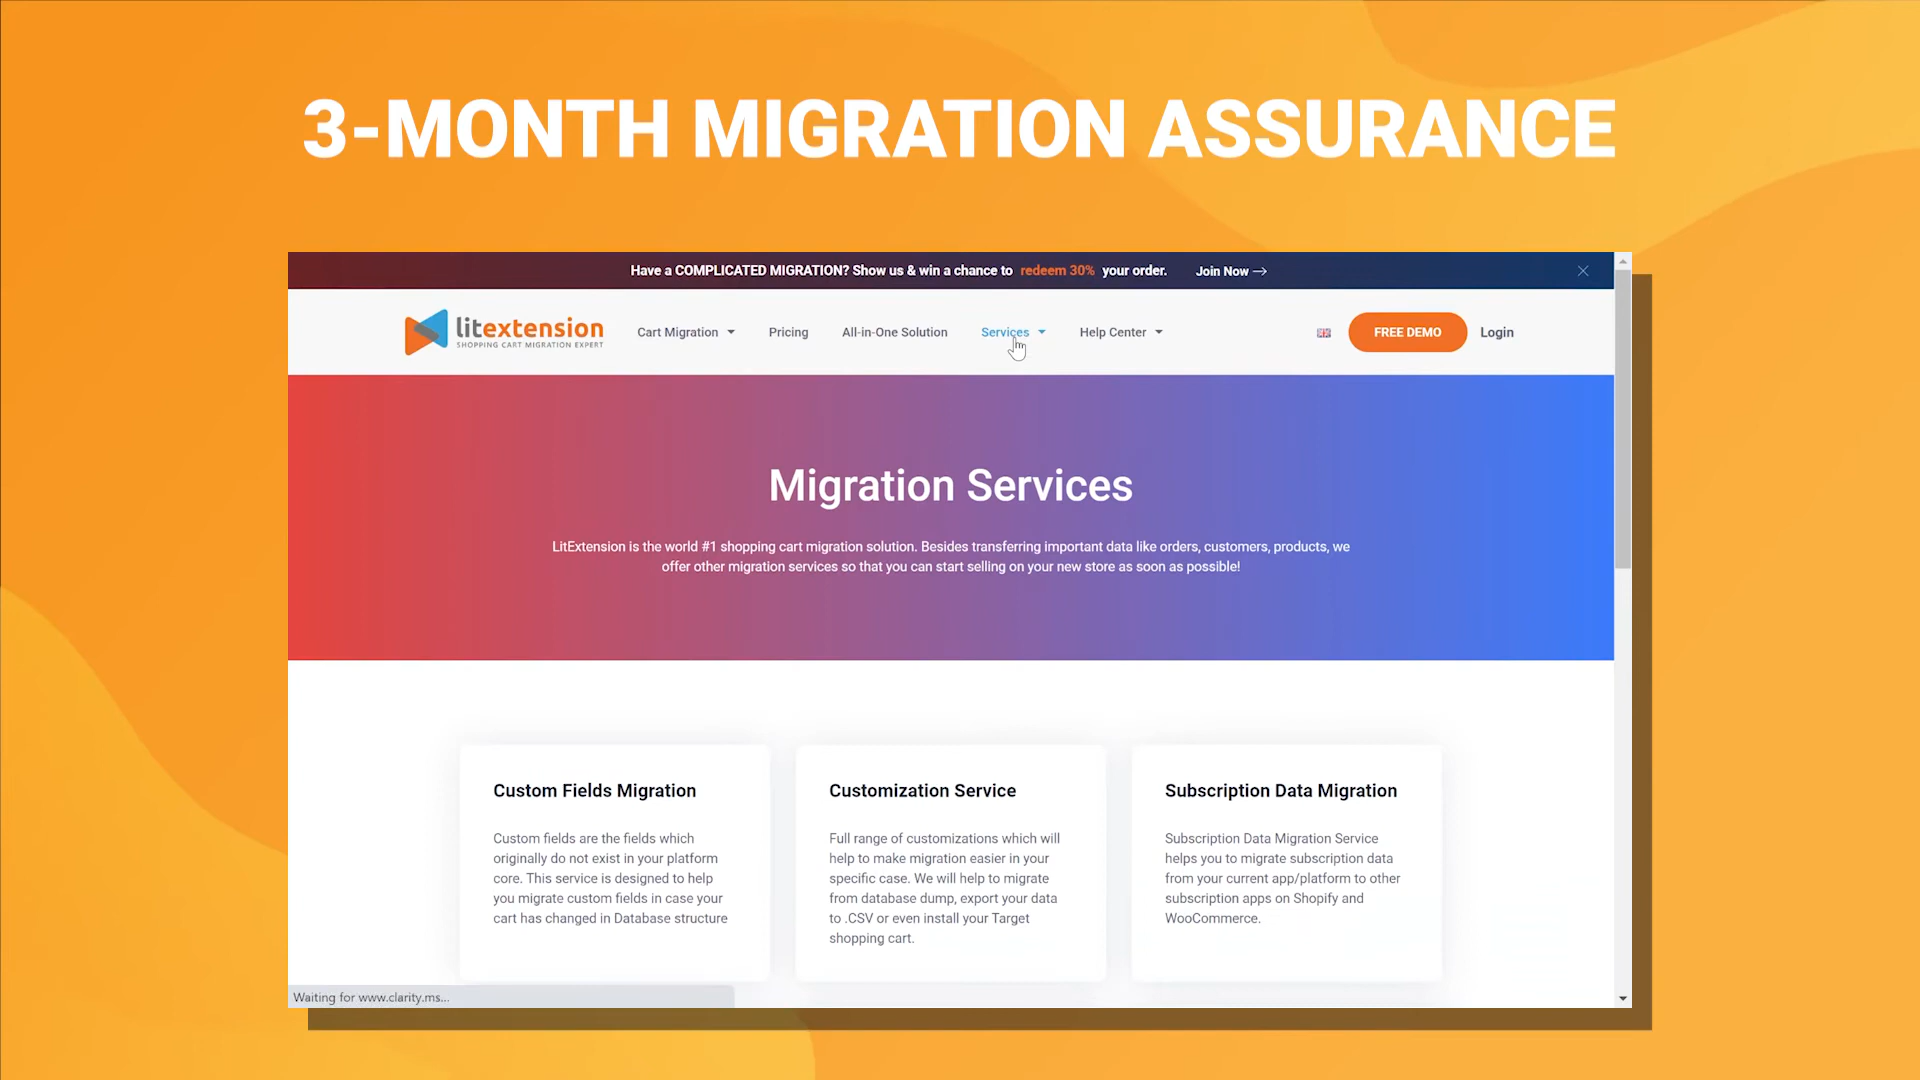 3-MONTH MIGRATION ASSURANCE
Have a COMPLICATED MIGRATION? Show us & win a chance to redeem 30% your order. Join Now →
litextension
SHOPPING CART MIGRATION EXPERT
Cart Migration
Pricing
All-in-One Solution
Services
Help Center
FREE DEMO
Login
Migration Services
LitExtension is the world #1 shopping cart migration solution. Besides transferring important data like orders, customers, products, we
offer other migration services so that you can start selling on your new store as soon as possible!
Custom Fields Migration
Custom fields are the fields which
originally do not exist in your platform
core. This service is designed to help
you migrate custom fields in case your
cart has changed in Database structure
Customization Service
Full range of customizations which will
help to make migration easier in your
specific case. We will help to migrate
from database dump, export your data
to .CSV or even install your Target
shopping cart.
Subscription Data Migration
Subscription Data Migration Service
helps you to migrate subscription data
from your current app/platform to other
subscription apps on Shopify and
WooCommerce.
Waiting for www.clarity.ms...